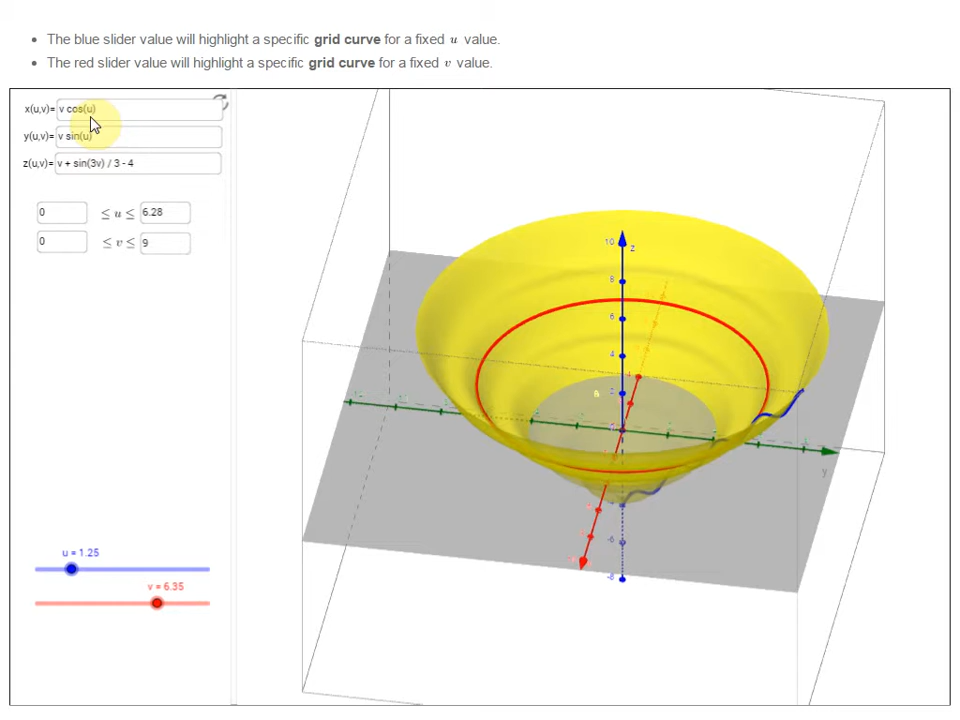 The blue slider value will highlight a specific grid curve for a fixed u value.
The red slider value will highlight a specific grid curve for a fixed v value.
x(u,v)= v cos(u)
y(u,v)= v sin(u)
z(u,v)= v + sin(3v) / 3 - 4
0 ≤ u ≤ 6.28
0 ≤ v ≤ 9
u = 1.25
v = 6.35
10
z
8
6
4
2
0
y
-6
-8